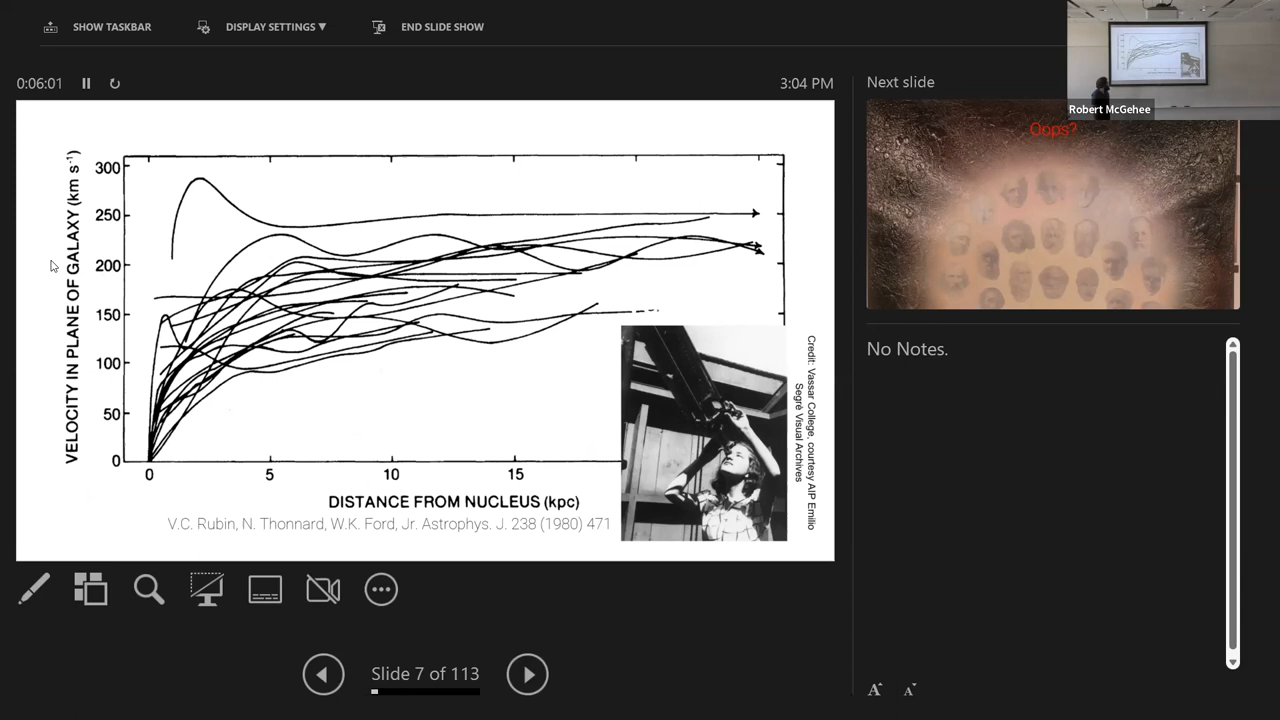 SHOW TASKBAR
DISPLAY SETTINGS ▼
END SLIDE SHOW
Robert McGehee
0:06:01
3:04 PM
Next slide
300
250
200
150
100
50
0
VELOCITY IN PLANE OF GALAXY (km s⁻¹)
0 5 10 15
DISTANCE FROM NUCLEUS (kpc)
V.C. Rubin, N. Thonnard, W.K. Ford, Jr. Astrophys. J. 238 (1980) 471
Credit: Vassar College, courtesy AIP Emilio
Segrè Visual Archives
Oops?
No Notes.
Slide 7 of 113
A A